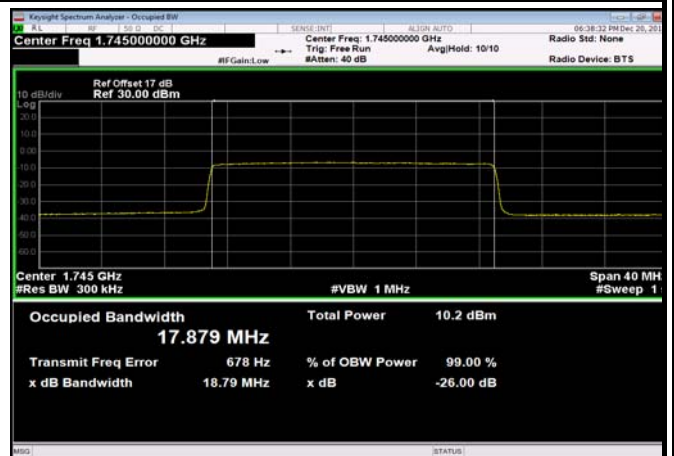 Keysight Spectrum Analyzer - Occupied BW
RL RF 50 Ω DC SENSE:INT ALIGN AUTO 06:38:32 PM Dec 20, 201
Center Freq 1.745000000 GHz Center Freq: 1.745000000 GHz Radio Std: None
Trig: Free Run Avg|Hold: 10/10
#IFGain:Low #Atten: 40 dB Radio Device: BTS
Ref Offset 17 dB
10 dB/div Ref 30.00 dBm
Log
20.0
10.0
0.00
-10.0
-20.0
-30.0
-40.0
-50.0
-60.0
Center 1.745 GHz Span 40 MH
#Res BW 300 kHz #VBW 1 MHz #Sweep 1
Occupied Bandwidth Total Power 10.2 dBm
17.879 MHz
Transmit Freq Error 678 Hz % of OBW Power 99.00 %
x dB Bandwidth 18.79 MHz x dB -26.00 dB
MSG STATUS